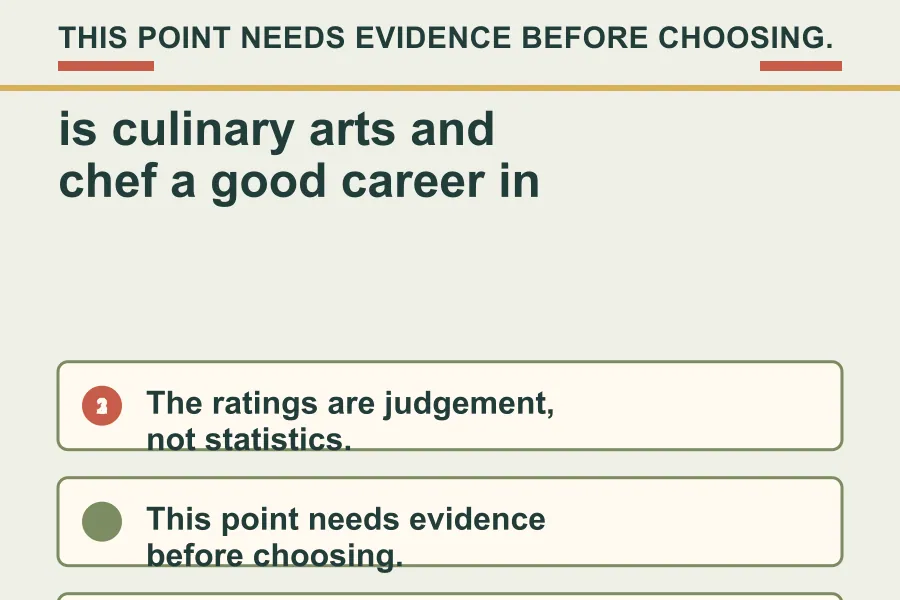 THIS POINT NEEDS EVIDENCE BEFORE CHOOSING.
is culinary arts and
chef a good career in
The ratings are judgement,
not statistics.
This point needs evidence
before choosing.